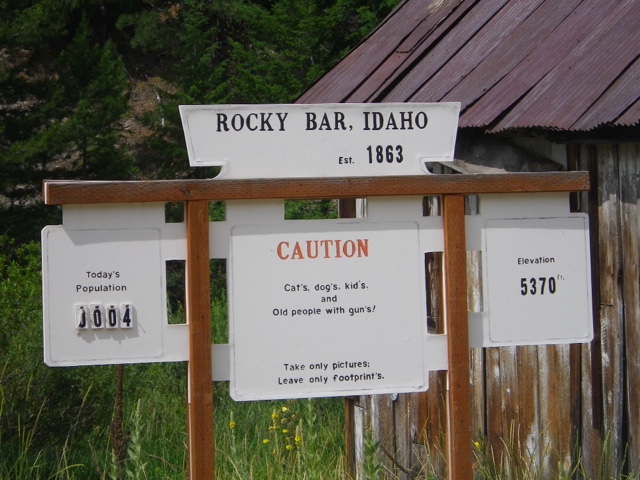 ROCKY BAR, IDAHO
Est. 1863
Today's
Population
CAUTION
Cat's, dog's, kid's,
and
Old people with gun's!
Take only pictures;
Leave only footprint's.
Elevation
5370 ft.